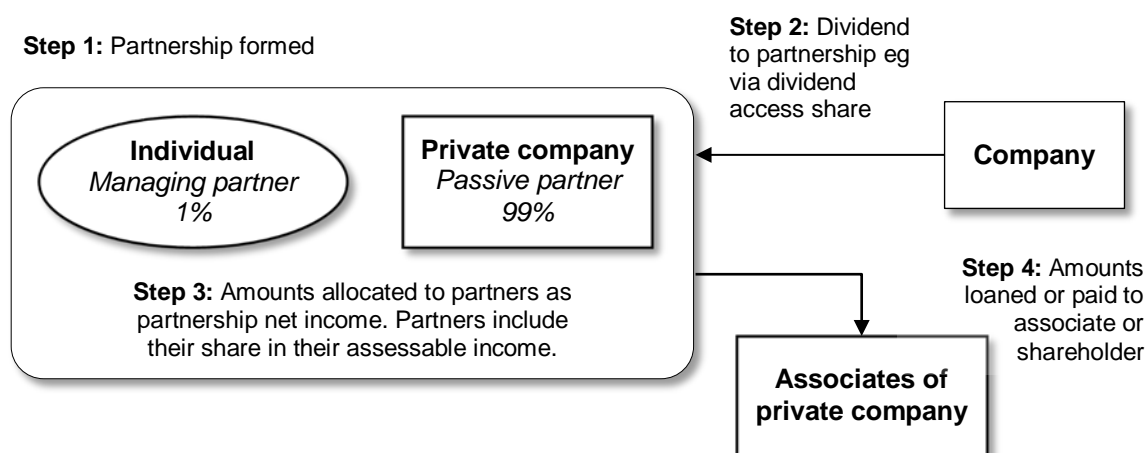 Step 1: Partnership formed
Step 2: Dividend
to partnership eg
via dividend
access share
Individual
Managing partner
1%
Private company
Passive partner
99%
Company
Step 3: Amounts allocated to partners as
partnership net income. Partners include
their share in their assessable income.
Step 4: Amounts
loaned or paid to
associate or
shareholder
Associates of
private company